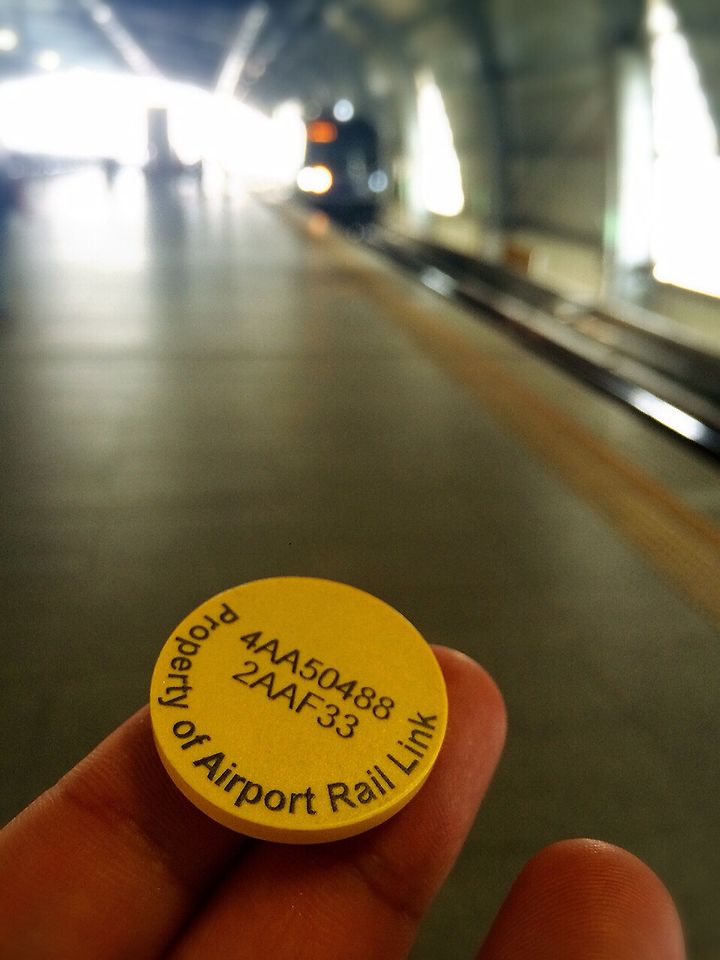 4AA50488
2AAF33
Property of Airport Rail Link